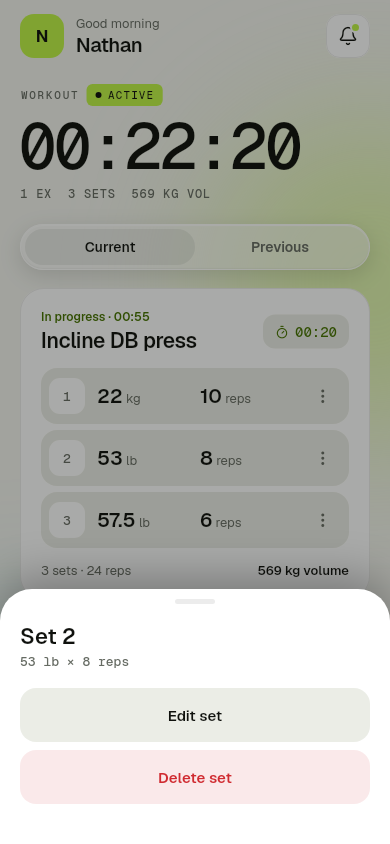 N
Good morning
Nathan
WORKOUT ACTIVE
00:22:20
1 EX 3 SETS 569 KG VOL
Current Previous
In progress · 00:55
Incline DB press
00:20
1 22 kg 10 reps
2 53 lb 8 reps
3 57.5 lb 6 reps
3 sets · 24 reps 569 kg volume
Set 2
53 lb × 8 reps
Edit set
Delete set